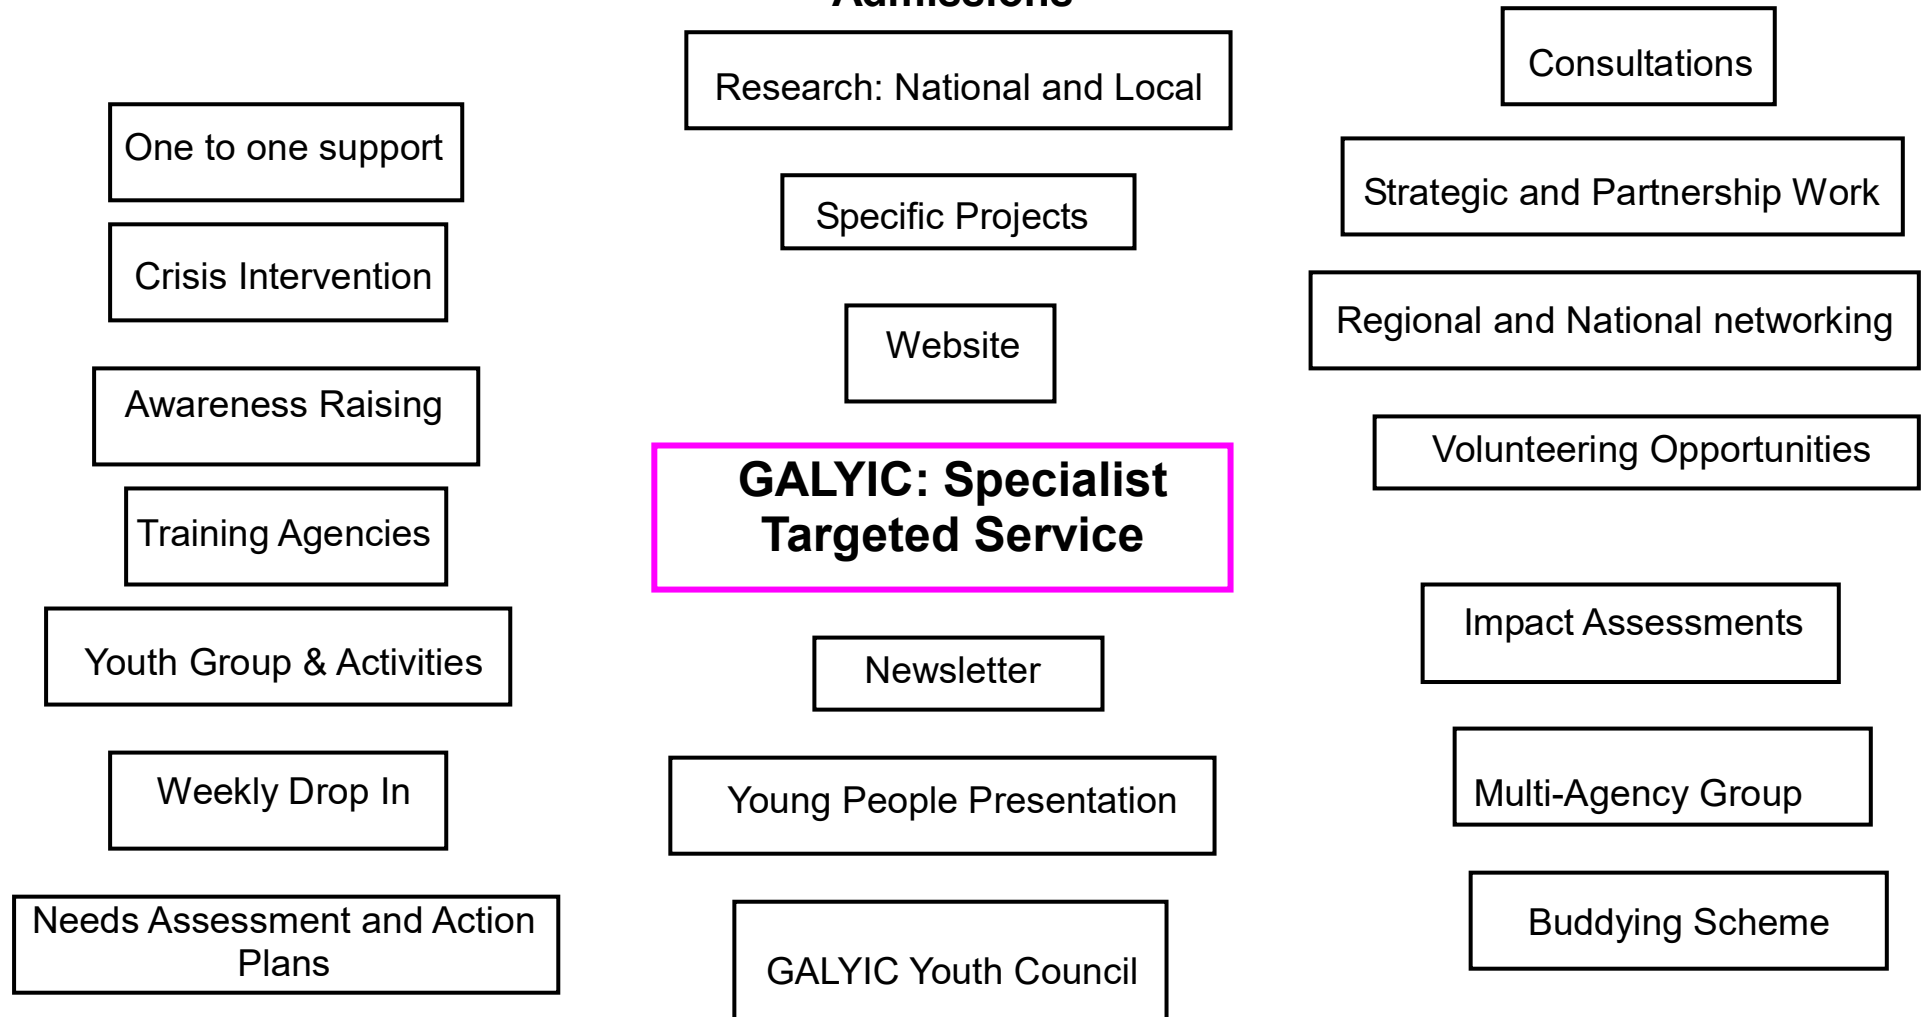 Admissions
Research: National and Local
Consultations
One to one support
Strategic and Partnership Work
Specific Projects
Crisis Intervention
Regional and National networking
Website
Awareness Raising
Volunteering Opportunities
GALYIC: Specialist
Targeted Service
Training Agencies
Impact Assessments
Youth Group & Activities
Newsletter
Weekly Drop In
Young People Presentation
Multi-Agency Group
Needs Assessment and Action
Plans
Buddying Scheme
GALYIC Youth Council